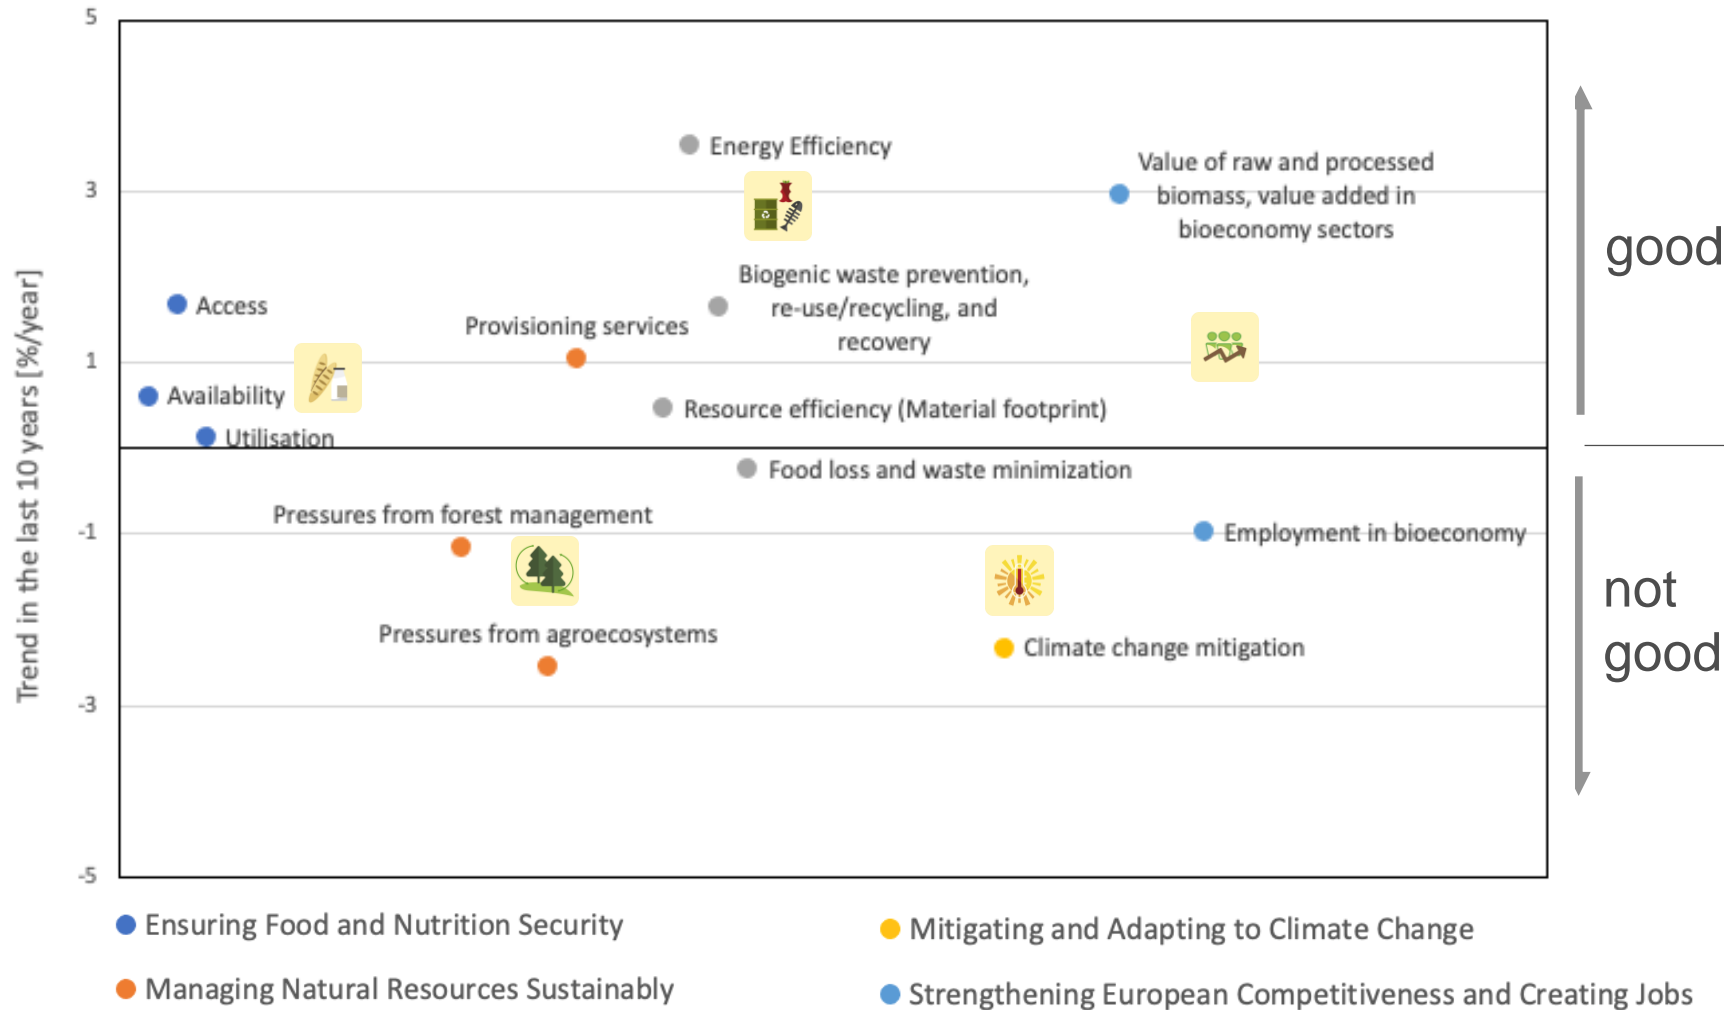 5
Energy Efficiency
Value of raw and processed
biomass, value added in
bioeconomy sectors
3
good
Biogenic waste prevention,
re-use/recycling, and
recovery
Access
Provisioning services
1
Availability
Resource efficiency (Material footprint)
Utilisation
Trend in the last 10 years [%/year]
Food loss and waste minimization
Pressures from forest management
-1
Employment in bioeconomy
not
good
Pressures from agroecosystems
Climate change mitigation
-3
-5
Ensuring Food and Nutrition Security
Mitigating and Adapting to Climate Change
Managing Natural Resources Sustainably
Strengthening European Competitiveness and Creating Jobs